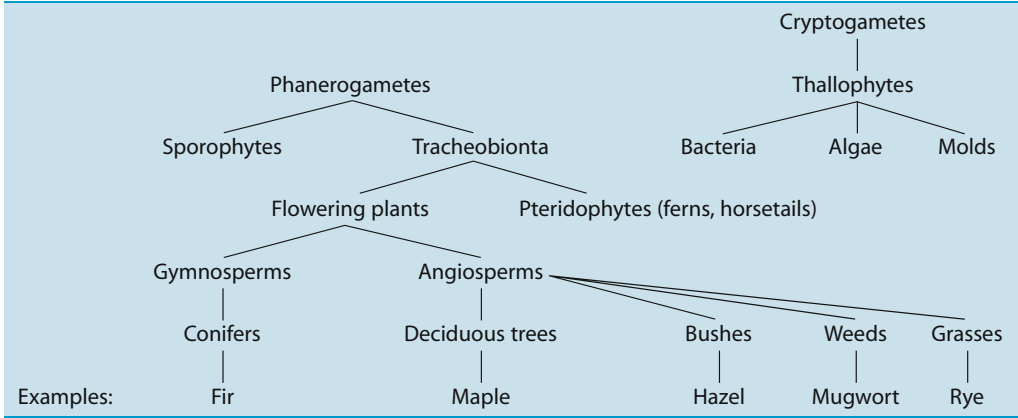 Cryptogametes
Phanerogametes Thallophytes
Sporophytes Tracheobionta Bacteria Algae Molds
Flowering plants Pteridophytes (ferns, horsetails)
Gymnosperms Angiosperms
Conifers Deciduous trees Bushes Weeds Grasses
Examples: Fir Maple Hazel Mugwort Rye